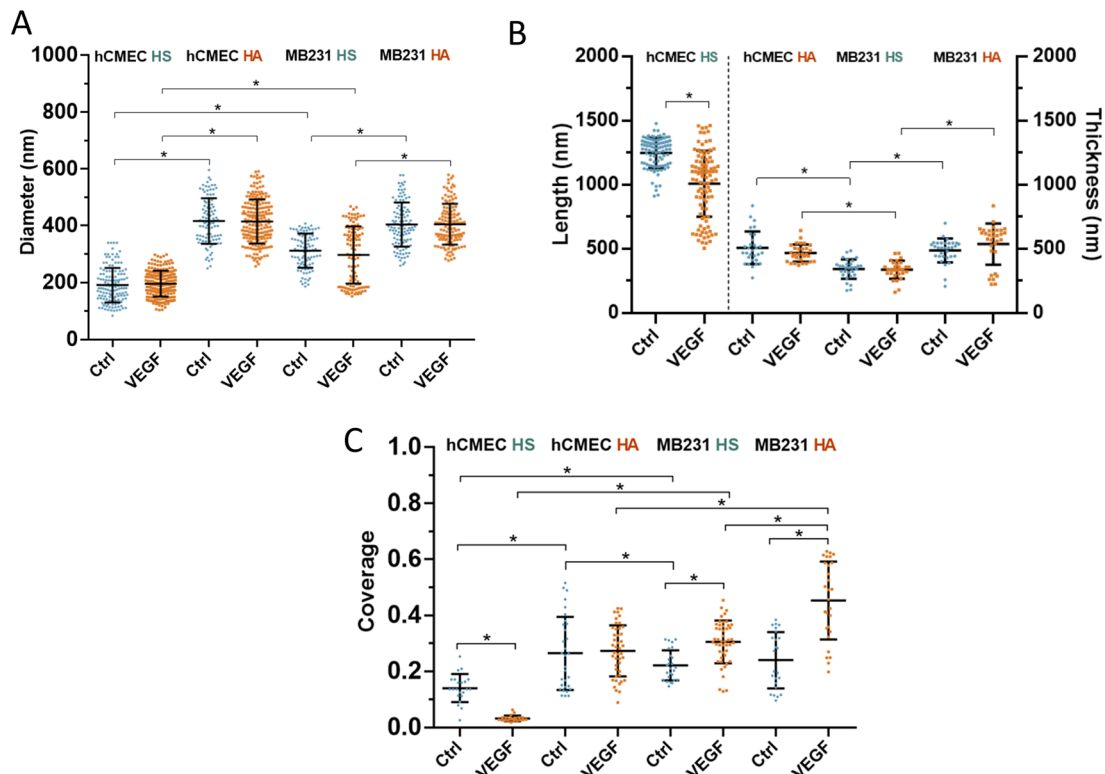 A
hCMEC HS hCMEC HA MB231 HS MB231 HA
1000
800
600
400
200
0
Diameter (nm)
* * * * * *
Ctrl VEGF Ctrl VEGF Ctrl VEGF Ctrl VEGF
B
hCMEC HS hCMEC HA MB231 HS MB231 HA
2000
1500
1000
500
0
Length (nm)
2000
1500
1000
500
0
Thickness (nm)
* * * * *
Ctrl VEGF Ctrl VEGF Ctrl VEGF Ctrl VEGF
C
hCMEC HS hCMEC HA MB231 HS MB231 HA
1.0
0.8
0.6
0.4
0.2
0.0
Coverage
* * * * * * * * *
Ctrl VEGF Ctrl VEGF Ctrl VEGF Ctrl VEGF